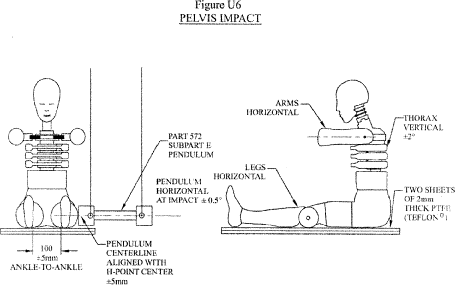 Figure U6
PELVIS IMPACT
PART 572
SUBPART E
PENDULUM
PENDULUM
HORIZONTAL
AT IMPACT ± 0.5°
100
±5mm
ANKLE-TO-ANKLE
PENDULUM
CENTERLINE
ALIGNED WITH
H-POINT CENTER
±5mm
ARMS
HORIZONTAL
THORAX
VERTICAL
±2°
LEGS
HORIZONTAL
TWO SHEETS
OF 2mm
THICK PTFE
(TEFLON®)